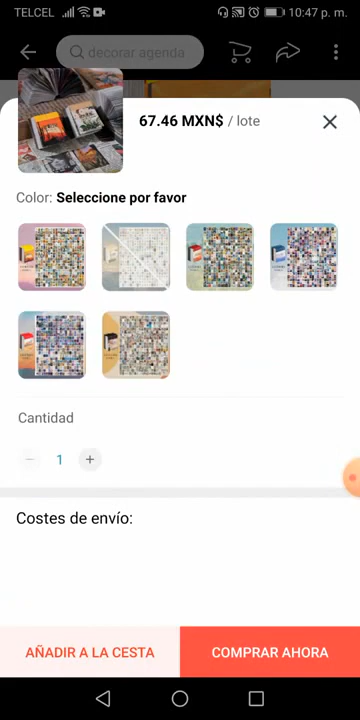 TELCEL 10:47 p. m.
decorar agenda
67.46 MXN$ / lote
Color: Seleccione por favor
Cantidad
1
Costes de envío:
AÑADIR A LA CESTA COMPRAR AHORA